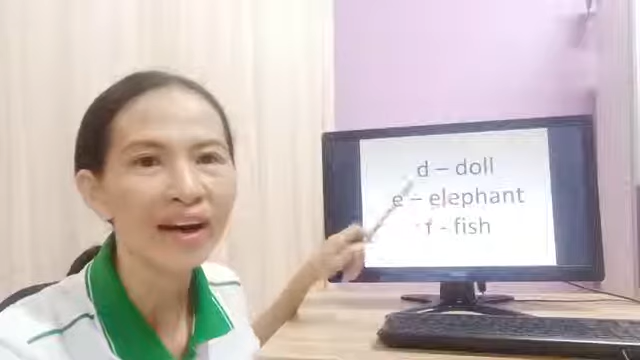 d – doll
e – elephant
f - fish